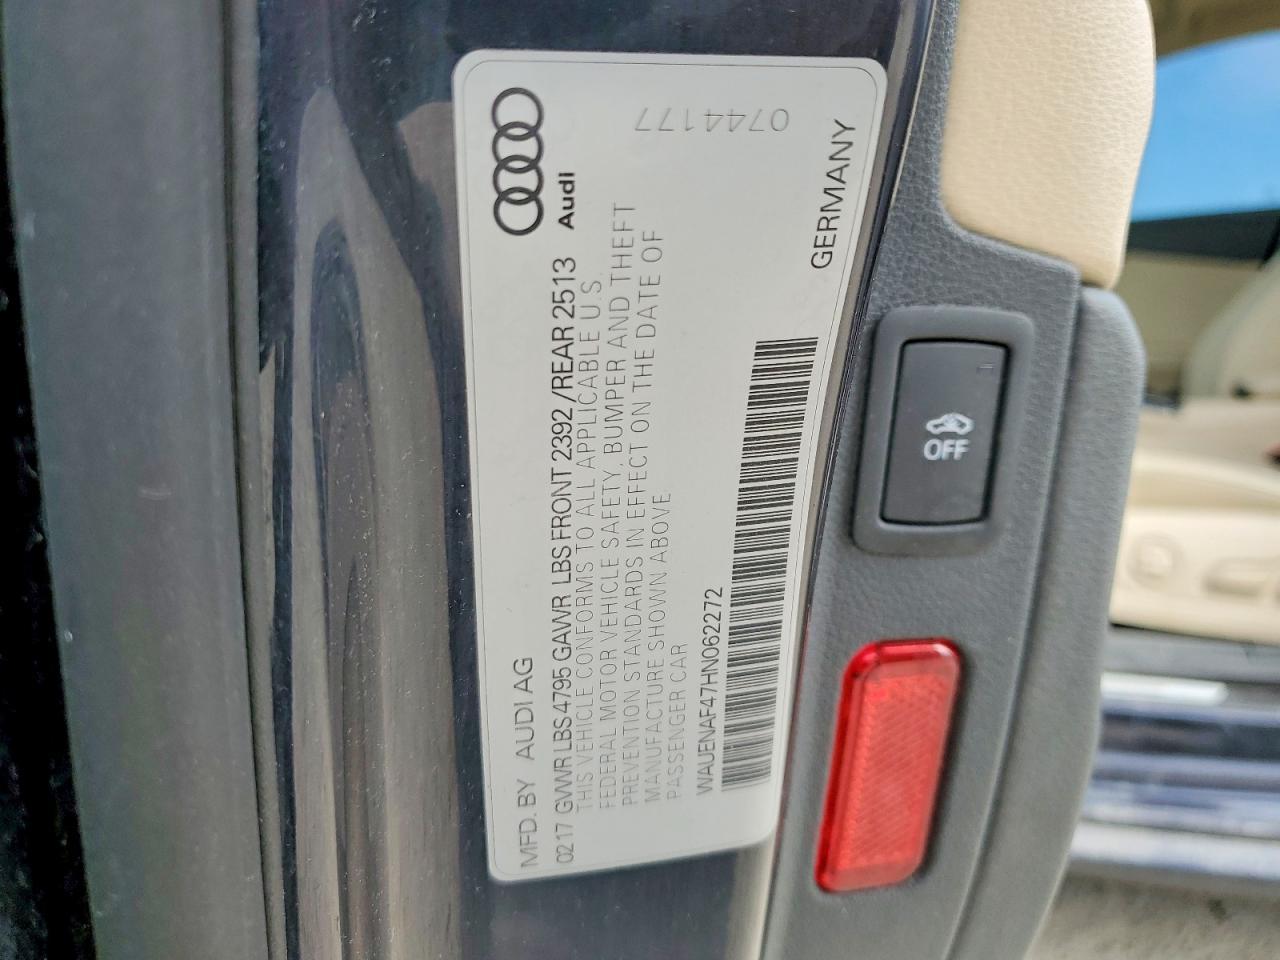 MFD. BY AUDI AG
Audi
02 17 GVWR LBS 4795 GAWR LBS FRONT 2392 /REAR 2513
THIS VEHICLE CONFORMS TO ALL APPLICABLE U.S.
FEDERAL MOTOR VEHICLE SAFETY, BUMPER AND THEFT
PREVENTION STANDARDS IN EFFECT ON THE DATE OF
MANUFACTURE SHOWN ABOVE
PASSENGER CAR
WAUENAF47HN062272
GERMANY
0744177
OFF